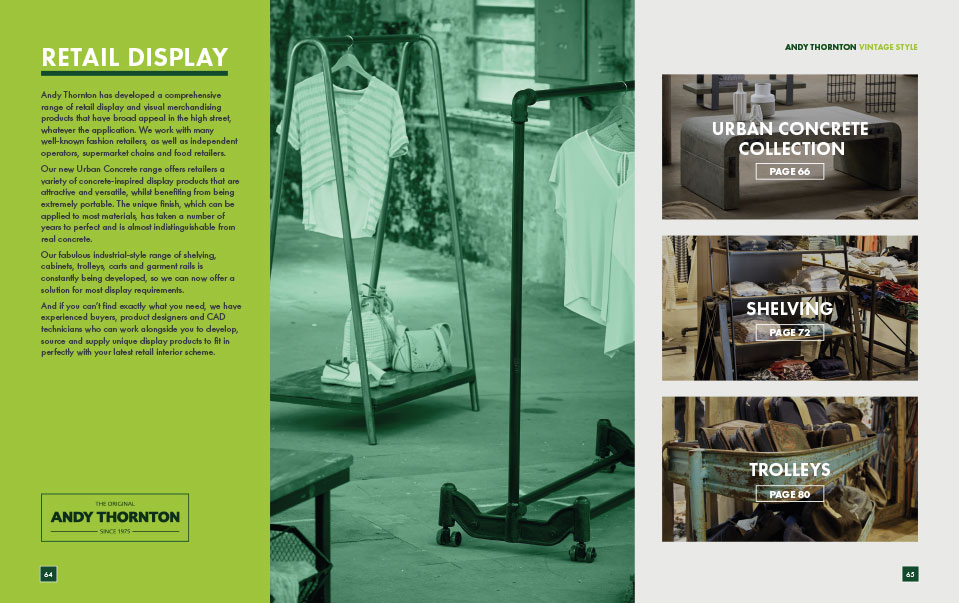 RETAIL DISPLAY
Andy Thornton has developed a comprehensive
range of retail display and visual merchandising
products that have broad appeal in the high street,
whatever the application. We work with many
well-known fashion retailers, as well as independent
operators, supermarket chains and food retailers.
Our new Urban Concrete range offers retailers a
variety of concrete-inspired display products that are
attractive and versatile, whilst benefiting from being
extremely portable. The unique finish, which can be
applied to most materials, has taken a number of
years to perfect and is almost indistinguishable from
real concrete.
Our fabulous industrial-style range of shelving,
cabinets, trolleys, carts and garment rails is
constantly being developed, so we can now offer a
solution for most display requirements.
And if you can't find exactly what you need, we have
experienced buyers, product designers and CAD
technicians who can work alongside you to develop,
source and supply unique display products to fit in
perfectly with your latest retail interior scheme.
THE ORIGINAL
ANDY THORNTON
SINCE 1975
64
ANDY THORNTON VINTAGE STYLE
URBAN CONCRETE
COLLECTION
PAGE 66
SHELVING
PAGE 72
TROLLEYS
PAGE 80
65